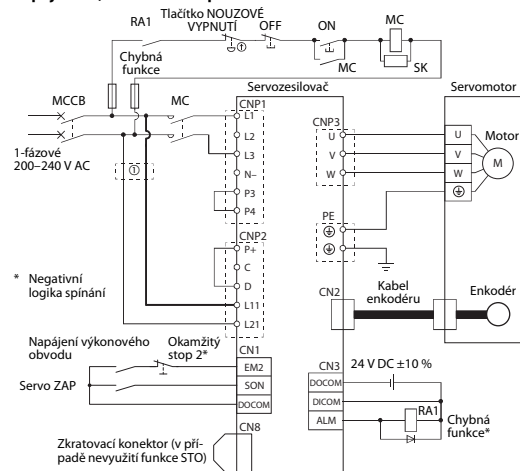 RA1
Tlačítko NOUZOVÉ
VYPNUTÍ
OFF
ON
MC
MC
SK
Chybná
funkce
MCCB
MC
1-fázové
200–240 V AC
①
①
Servozesilovač
Servomotor
CNP1
L1
L2
L3
N–
P3
P4
CNP2
P+
C
D
L11
L21
CNP3
U
V
W
PE
U
V
W
Motor
M
CN2
Kabel
enkodéru
Enkodér
* Negativní
logika spínání
Napájení výkonového
obvodu
Okamžitý
stop 2*
Servo ZAP
CN1
EM2
SON
DOCOM
CN8
Zkratovací konektor (v pří-
padě nevyužití funkce STO)
CN3
DOCOM
DICOM
ALM
24 V DC ±10 %
RA1
Chybná
funkce*